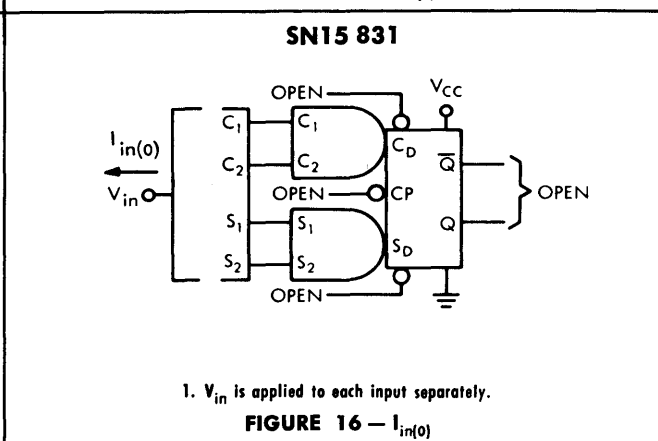 SN15 831
OPEN
VCC
C1
C1
CD
Q̅
Iin(0)
C2
C2
Vin
OPEN
CP
OPEN
S1
S1
Q
SD
S2
S2
OPEN
1. Vin is applied to each input separately.
FIGURE 16 — Iin(0)